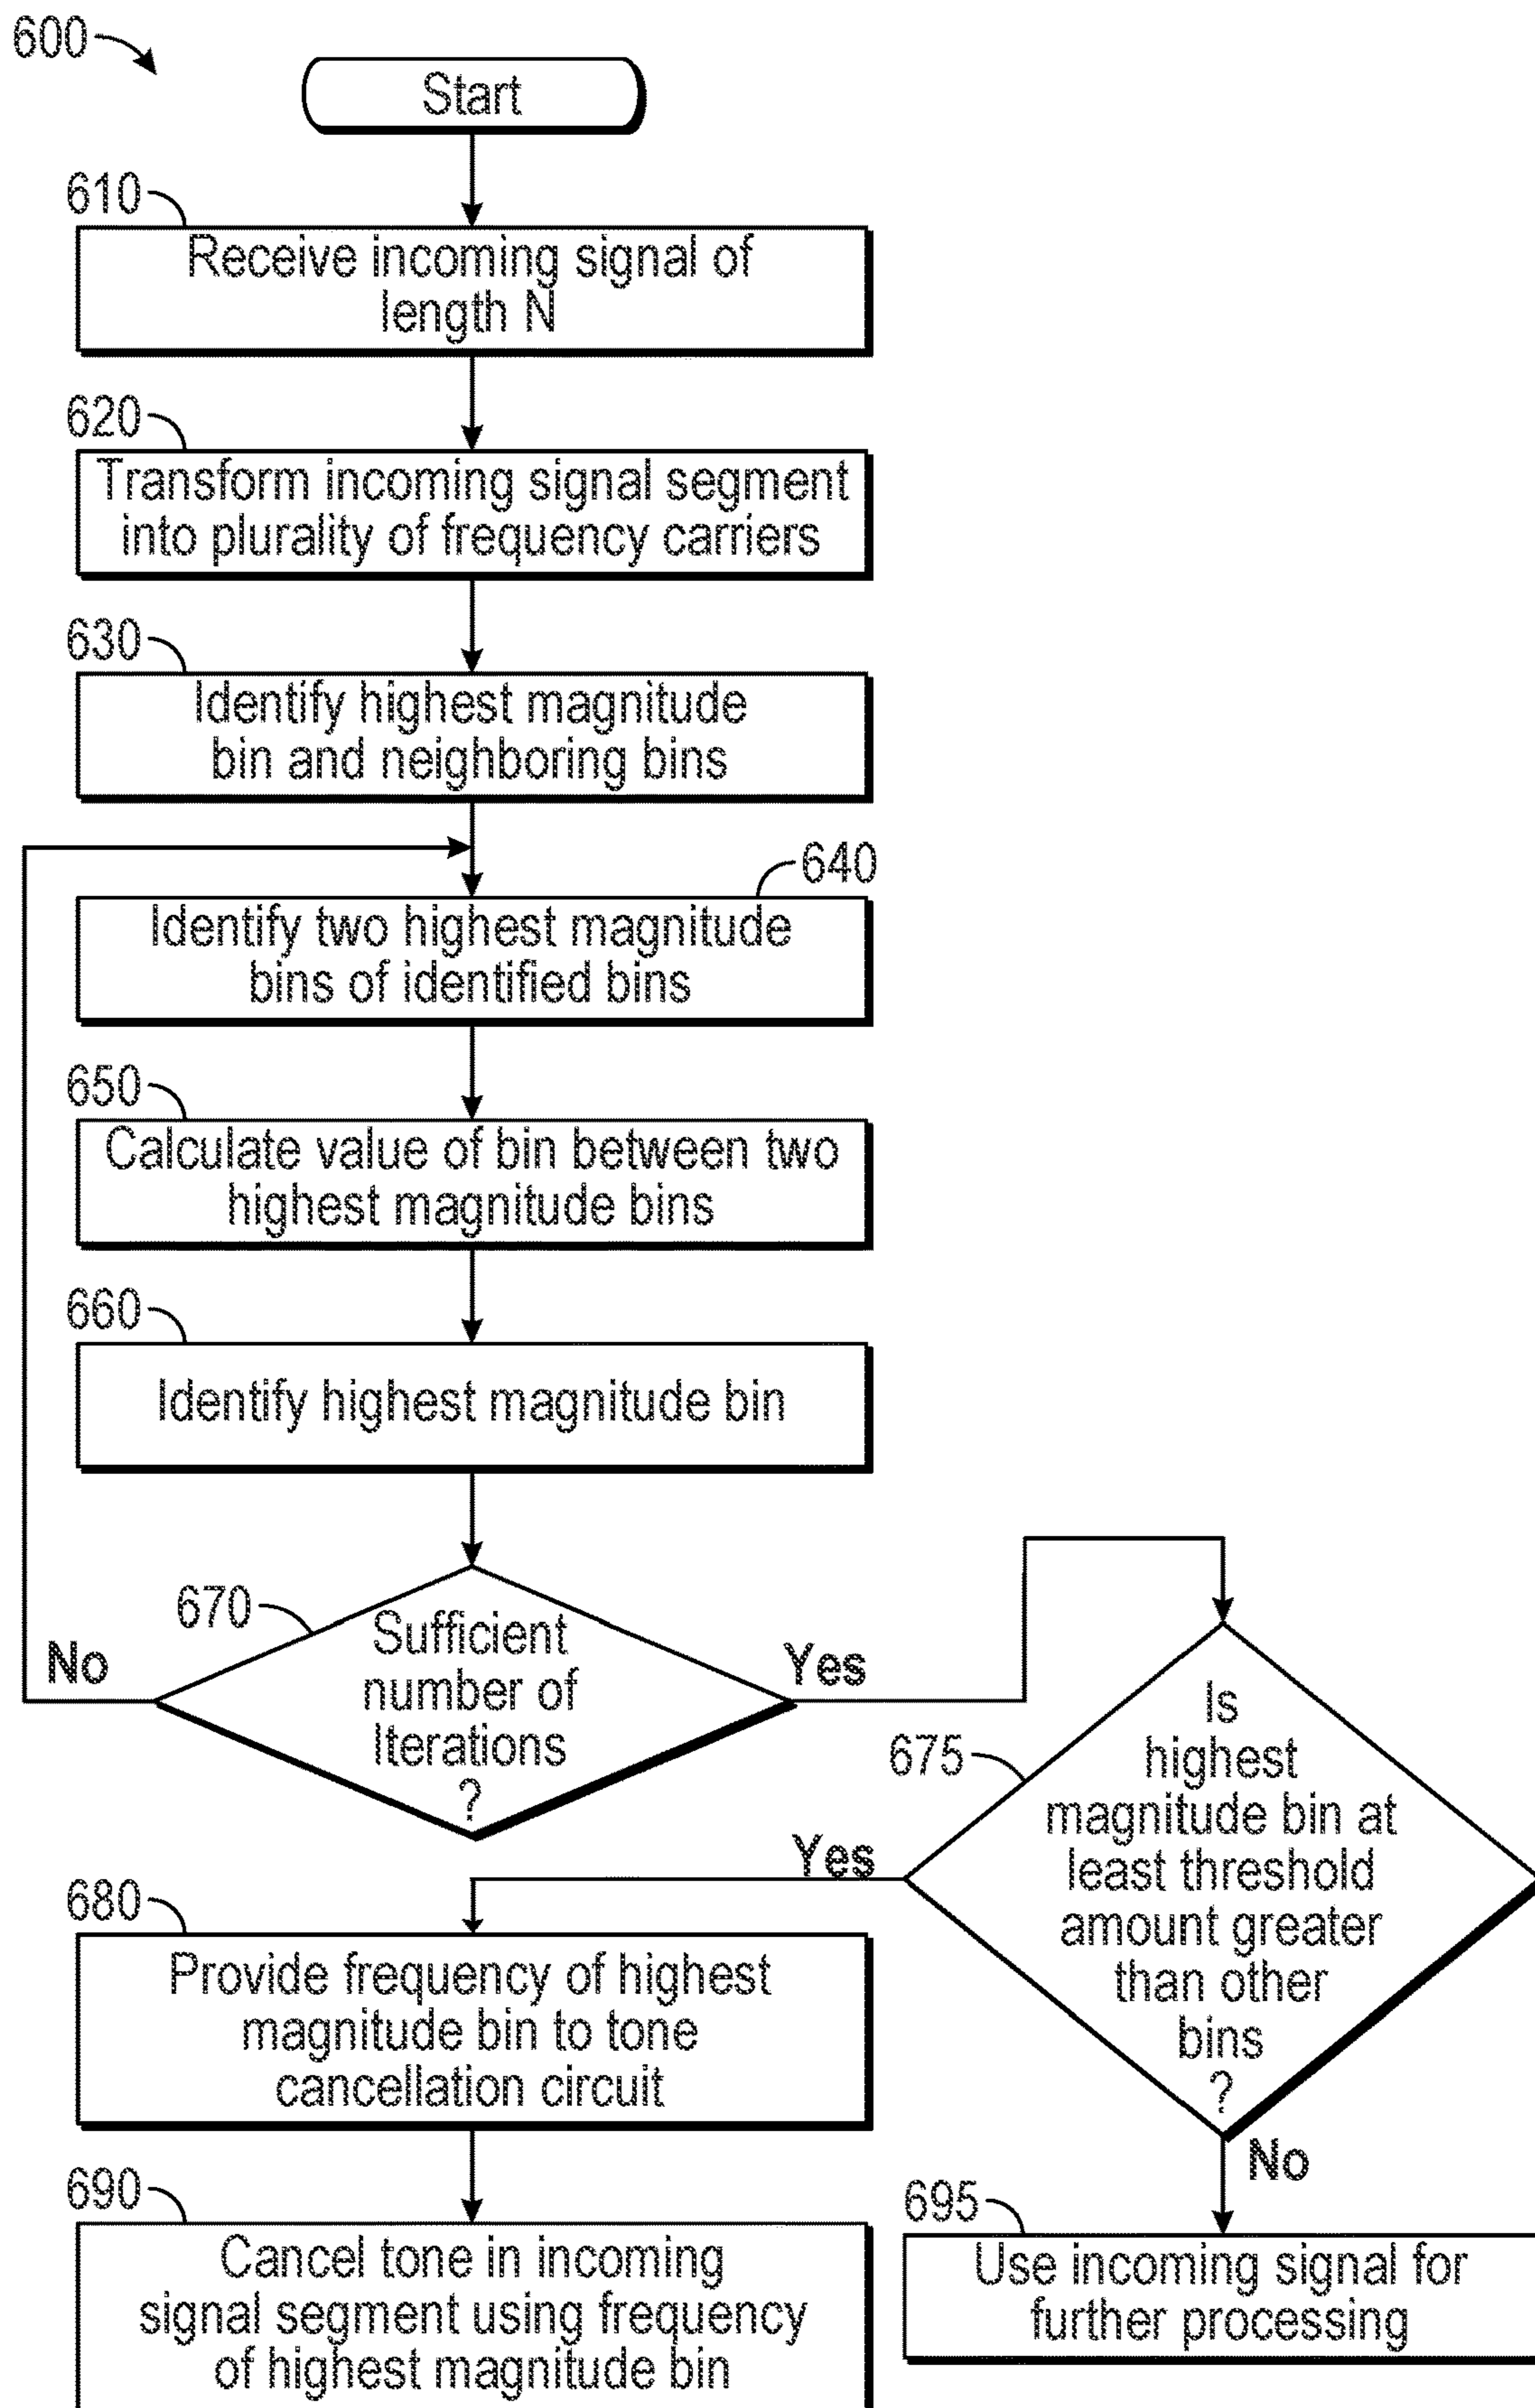 600
Start
610
Receive incoming signal of
length N
620
Transform incoming signal segment
into plurality of frequency carriers
630
Identify highest magnitude
bin and neighboring bins
640
Identify two highest magnitude
bins of identified bins
650
Calculate value of bin between two
highest magnitude bins
660
Identify highest magnitude bin
670
Sufficient
number of
Iterations
?
No
Yes
675
Is
highest
magnitude bin at
least threshold
amount greater
than other
bins
?
Yes
No
680
Provide frequency of highest
magnitude bin to tone
cancellation circuit
690
Cancel tone in incoming
signal segment using frequency
of highest magnitude bin
695
Use incoming signal for
further processing